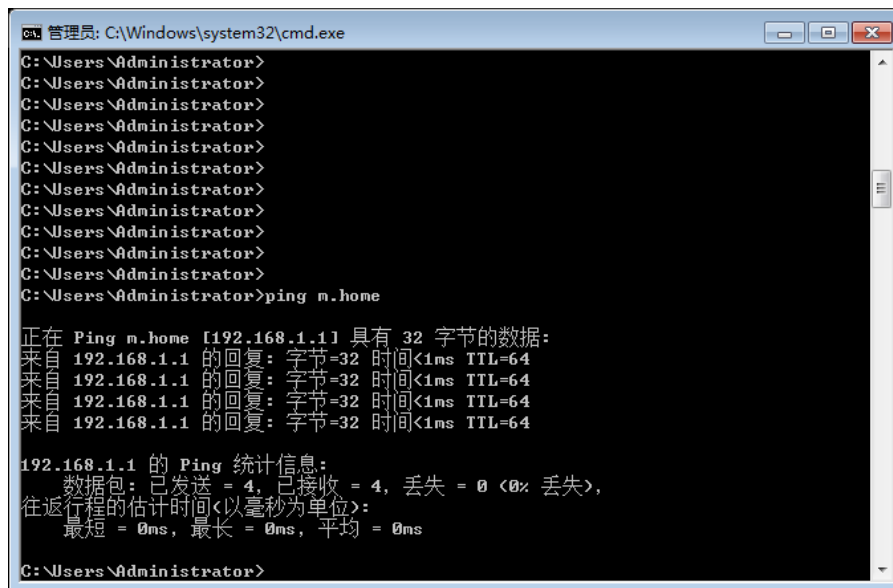 管理员: C:\Windows\system32\cmd.exe
C:\Users\Administrator>
C:\Users\Administrator>
C:\Users\Administrator>
C:\Users\Administrator>
C:\Users\Administrator>
C:\Users\Administrator>
C:\Users\Administrator>
C:\Users\Administrator>
C:\Users\Administrator>
C:\Users\Administrator>
C:\Users\Administrator>
C:\Users\Administrator>ping m.home
正在 Ping m.home [192.168.1.1] 具有 32 字节的数据:
来自 192.168.1.1 的回复: 字节=32 时间<1ms TTL=64
来自 192.168.1.1 的回复: 字节=32 时间<1ms TTL=64
来自 192.168.1.1 的回复: 字节=32 时间<1ms TTL=64
来自 192.168.1.1 的回复: 字节=32 时间<1ms TTL=64
192.168.1.1 的 Ping 统计信息:
数据包: 已发送 = 4, 已接收 = 4, 丢失 = 0 (0% 丢失),
往返行程的估计时间(以毫秒为单位):
最短 = 0ms, 最长 = 0ms, 平均 = 0ms
C:\Users\Administrator>